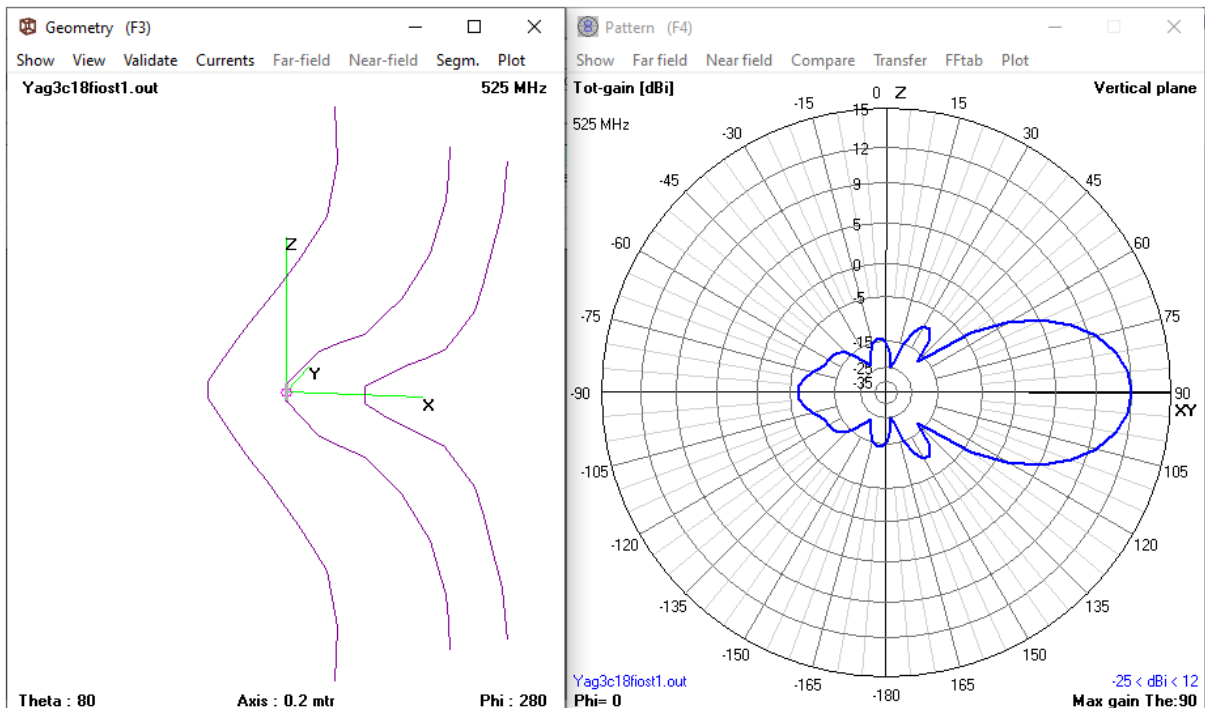 Geometry (F3)
Show View Validate Currents Far-field Near-field Segm. Plot
Yag3c18fiost1.out 525 MHz
Z
Y
X
Theta : 80 Axis : 0.2 mtr Phi : 280
Pattern (F4)
Show Far field Near field Compare Transfer FFtab Plot
Tot-gain [dBi] Vertical plane
525 MHz
0 Z
-15 15
-30 30
-45 45
-60 60
-75 75
-90 90
XY
-105 105
-120 120
-135 135
-150 150
-165 165
-180
15
12
9
5
0
-5
-15
-25
-35
Yag3c18fiost1.out -25 < dBi < 12
Phi= 0 Max gain The:90